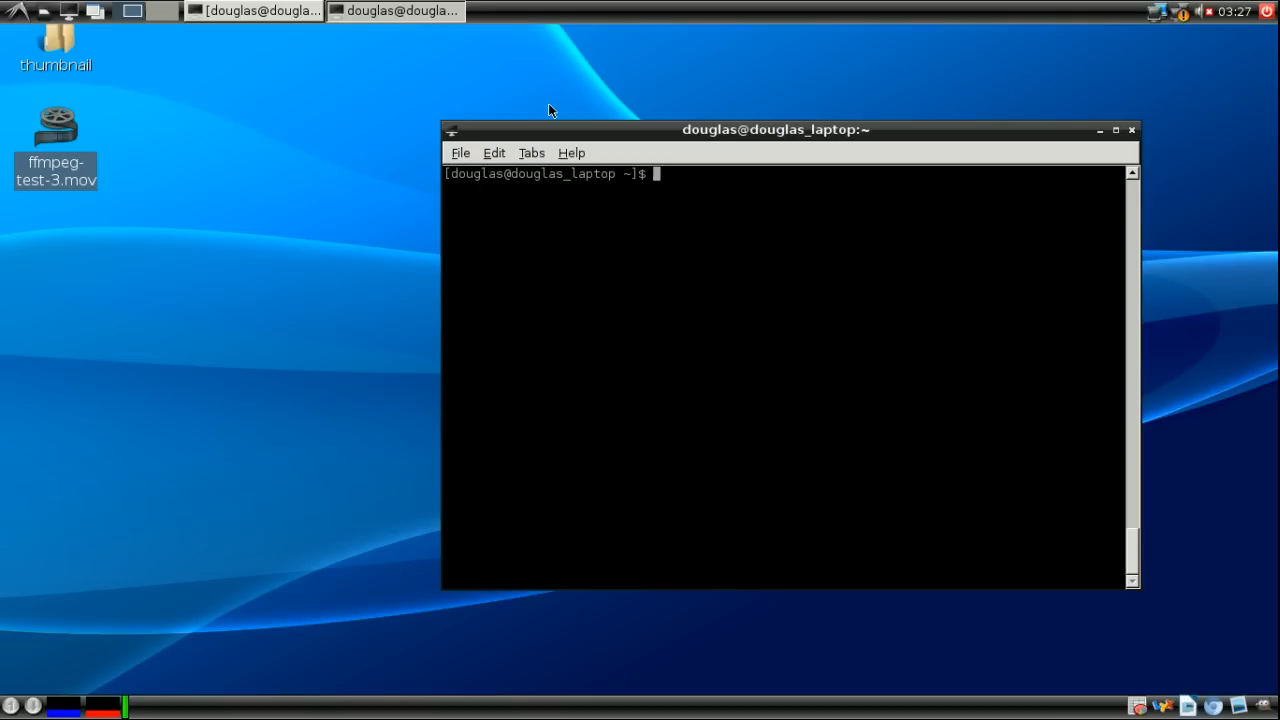 [douglas@dougla...
douglas@dougla...
03:27
thumbnail
ffmpeg-
test-3.mov
douglas@douglas_laptop:~
File Edit Tabs Help
[douglas@douglas_laptop ~]$